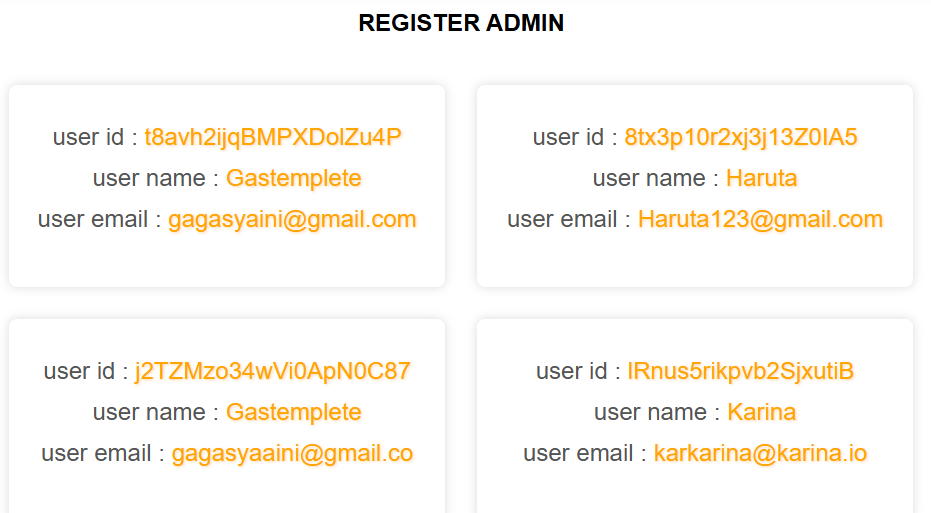 REGISTER ADMIN
user id : t8avh2ijqBMPXDolZu4P
user name : Gastemplete
user email : gagasyaini@gmail.com
user id : 8tx3p10r2xj3j13Z0IA5
user name : Haruta
user email : Haruta123@gmail.com
user id : j2TZMzo34wVi0ApN0C87
user name : Gastemplete
user email : gagasyaaini@gmail.co
user id : lRnus5rikpvb2SjxutiB
user name : Karina
user email : karkarina@karina.io